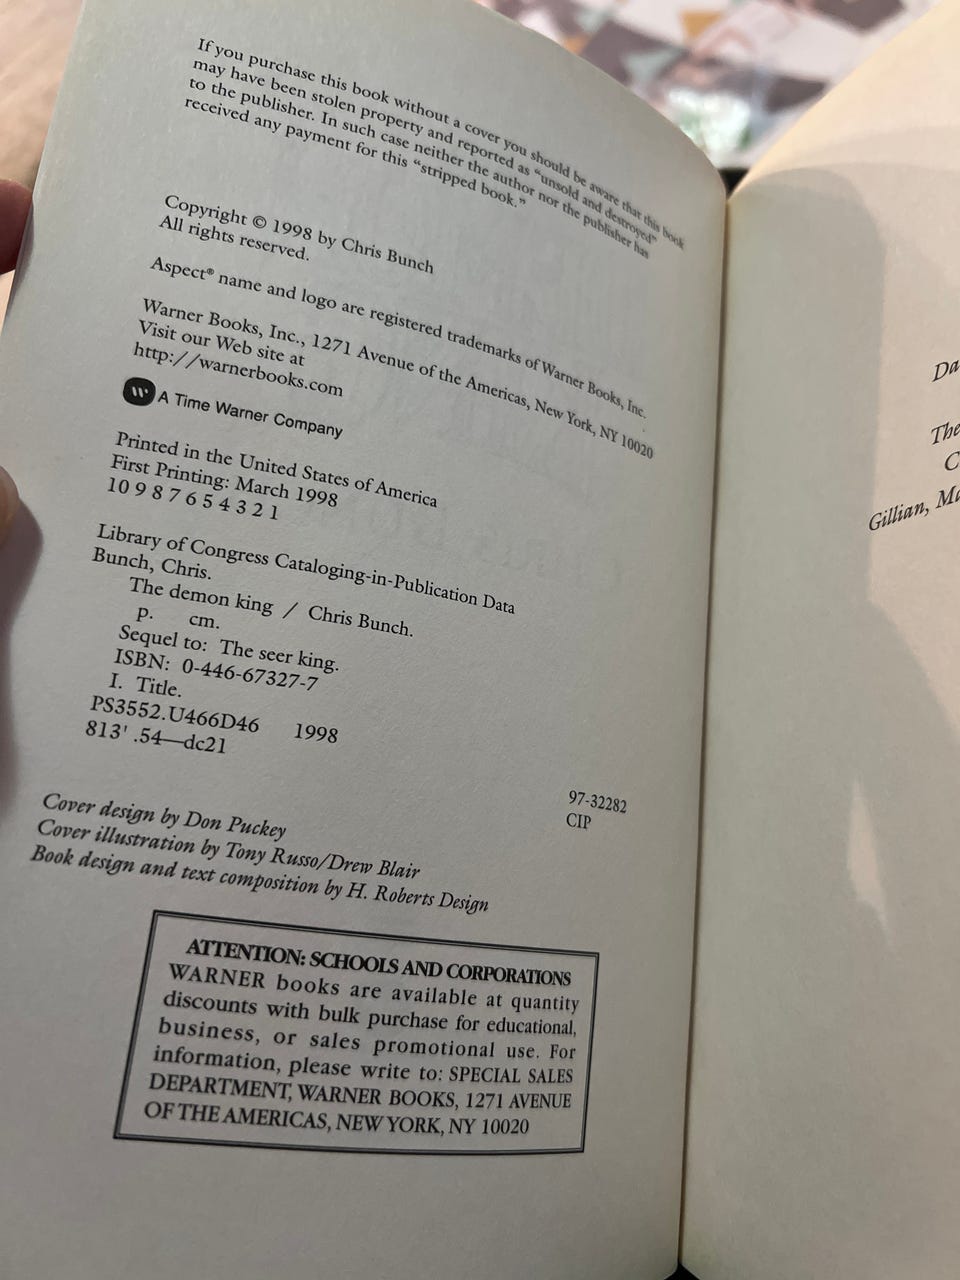 If you purchase this book without a cover you should be aware that this book
may have been stolen property and reported as “unsold and destroyed”
to the publisher. In such case neither the author nor the publisher has
received any payment for this “stripped book.”
Copyright © 1998 by Chris Bunch
All rights reserved.
Aspect® name and logo are registered trademarks of Warner Books, Inc.
Warner Books, Inc., 1271 Avenue of the Americas, New York, NY 10020
Visit our Web site at
http://warnerbooks.com
A Time Warner Company
Printed in the United States of America
First Printing: March 1998
10 9 8 7 6 5 4 3 2 1
Library of Congress Cataloging-in-Publication Data
Bunch, Chris.
The demon king / Chris Bunch.
p. cm.
Sequel to: The seer king.
ISBN: 0-446-67327-7
I. Title.
PS3552.U466D46 1998
813' .54—dc21
97-32282
CIP
Cover design by Don Puckey
Cover illustration by Tony Russo/Drew Blair
Book design and text composition by H. Roberts Design
ATTENTION: SCHOOLS AND CORPORATIONS
WARNER books are available at quantity
discounts with bulk purchase for educational,
business, or sales promotional use. For
information, please write to: SPECIAL SALES
DEPARTMENT, WARNER BOOKS, 1271 AVENUE
OF THE AMERICAS, NEW YORK, NY 10020
Da
The
C
Gillian, Ma